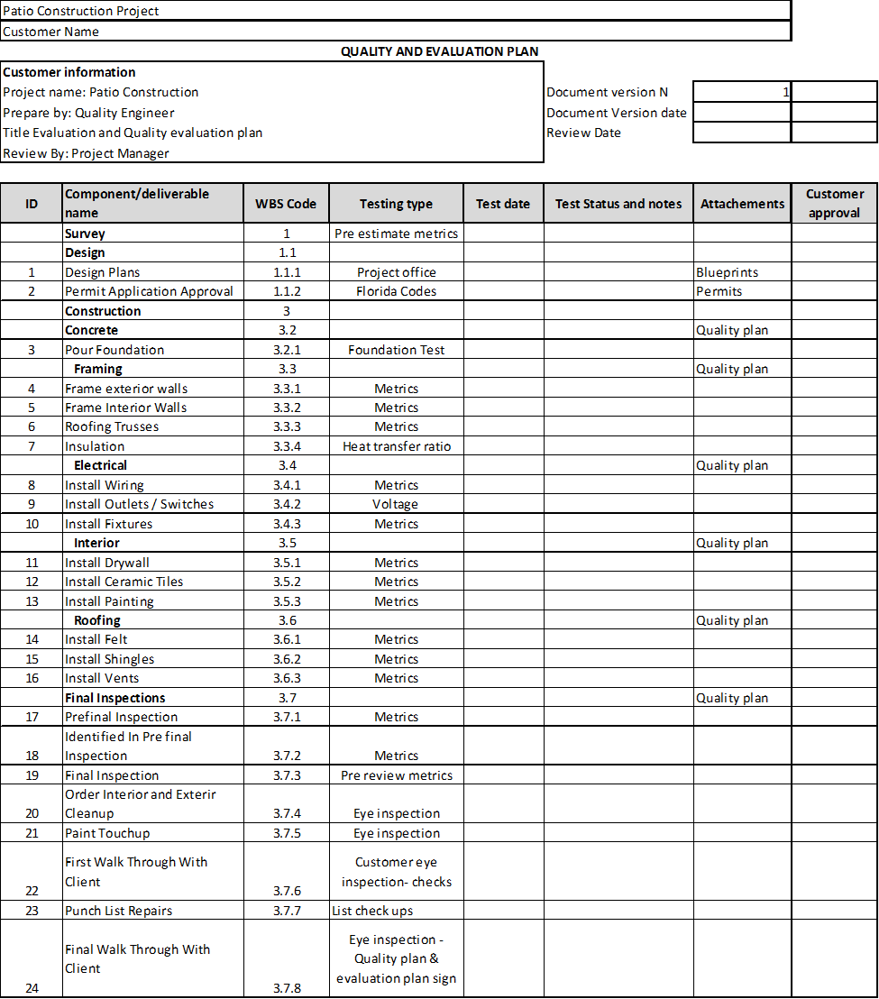 Patio Construction Project
Customer Name
QUALITY AND EVALUATION PLAN
Customer information
Project name: Patio Construction
Document version N 1
Prepare by: Quality Engineer
Document Version date
Title Evaluation and Quality evaluation plan
Review Date
Review By: Project Manager
ID Component/deliverable name WBS Code Testing type Test date Test Status and notes Attachements Customer approval
Survey 1 Pre estimate metrics
Design 1.1
1 Design Plans 1.1.1 Project office Blueprints
2 Permit Application Approval 1.1.2 Florida Codes Permits
Construction 3
Concrete 3.2 Quality plan
3 Pour Foundation 3.2.1 Foundation Test
Framing 3.3 Quality plan
4 Frame exterior walls 3.3.1 Metrics
5 Frame Interior Walls 3.3.2 Metrics
6 Roofing Trusses 3.3.3 Metrics
7 Insulation 3.3.4 Heat transfer ratio
Electrical 3.4 Quality plan
8 Install Wiring 3.4.1 Metrics
9 Install Outlets / Switches 3.4.2 Voltage
10 Install Fixtures 3.4.3 Metrics
Interior 3.5 Quality plan
11 Install Drywall 3.5.1 Metrics
12 Install Ceramic Tiles 3.5.2 Metrics
13 Install Painting 3.5.3 Metrics
Roofing 3.6 Quality plan
14 Install Felt 3.6.1 Metrics
15 Install Shingles 3.6.2 Metrics
16 Install Vents 3.6.3 Metrics
Final Inspections 3.7 Quality plan
17 Prefinal Inspection 3.7.1 Metrics
Identified In Pre final
18 Inspection 3.7.2 Metrics
19 Final Inspection 3.7.3 Pre review metrics
Order Interior and Exterir
20 Cleanup 3.7.4 Eye inspection
21 Paint Touchup 3.7.5 Eye inspection
First Walk Through With Customer eye
Client inspection- checks
22 3.7.6
23 Punch List Repairs 3.7.7 List check ups
Eye inspection -
Final Walk Through With Quality plan &
Client evaluation plan sign
24 3.7.8